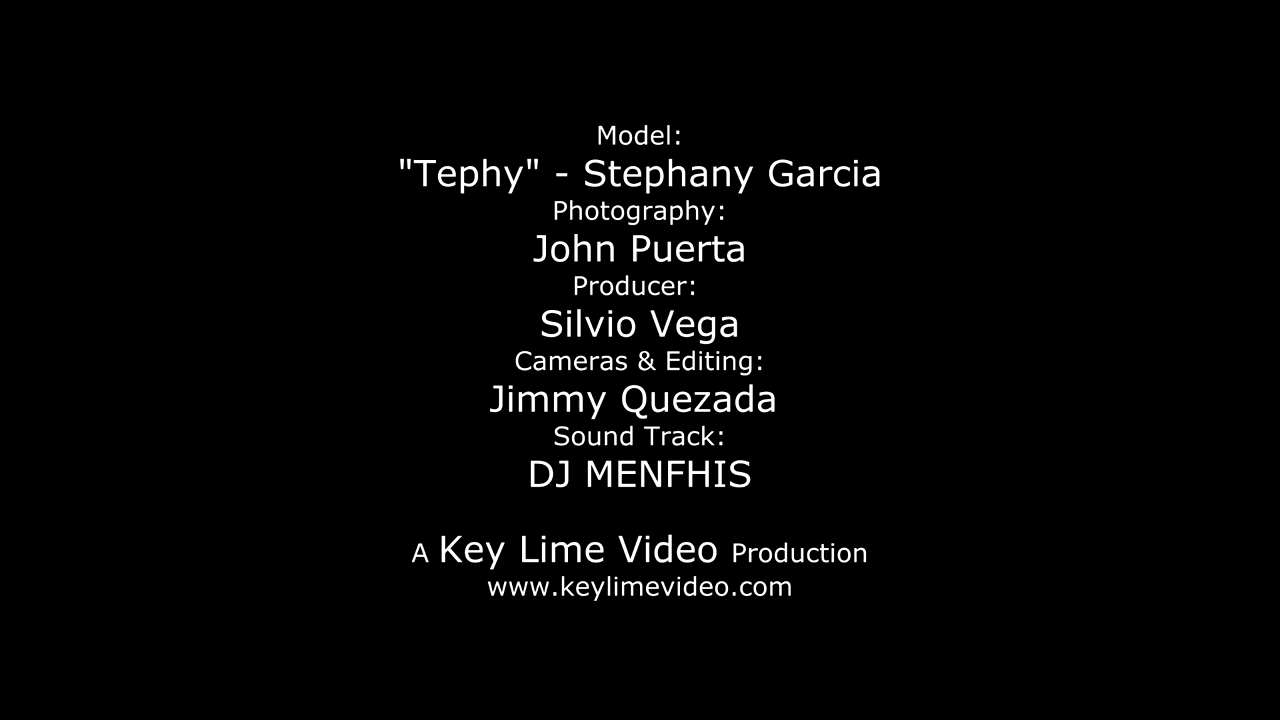 Model:
"Tephy" - Stephany Garcia
Photography:
John Puerta
Producer:
Silvio Vega
Cameras & Editing:
Jimmy Quezada
Sound Track:
DJ MENFHIS
A Key Lime Video Production
www.keylimevideo.com